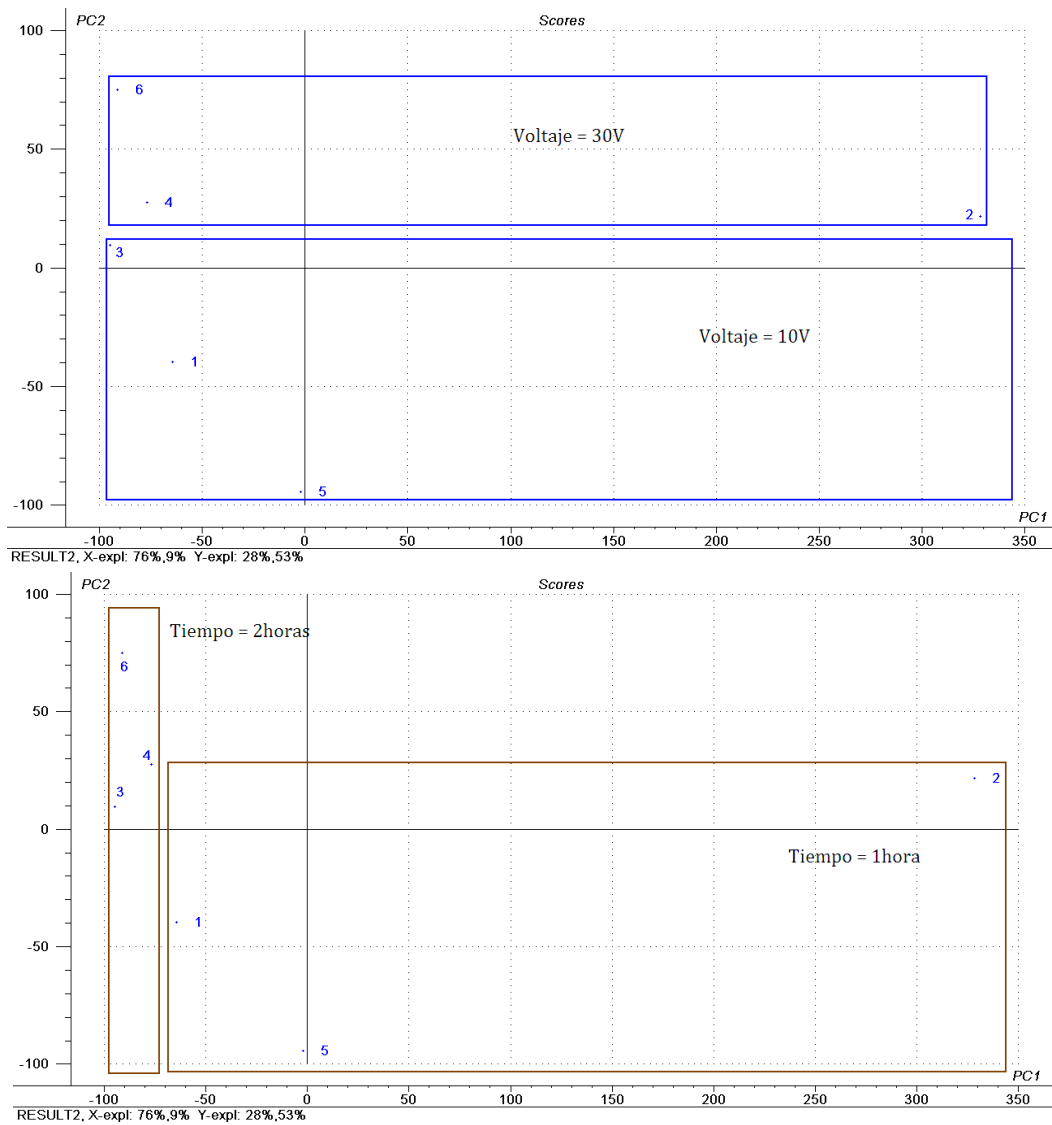 PC2 Scores
100
6
Voltaje = 30V
50
4
2
3
0
Voltaje = 10V
1
-50
5
-100
PC1
-100 -50 0 50 100 150 200 250 300 350
RESULT2, X-expl: 76%,9% Y-expl: 28%,53%
PC2 Scores
100
Tiempo = 2horas
6
50
4
2
3
0
Tiempo = 1hora
1
-50
5
-100
PC1
-100 -50 0 50 100 150 200 250 300 350
RESULT2, X-expl: 76%,9% Y-expl: 28%,53%